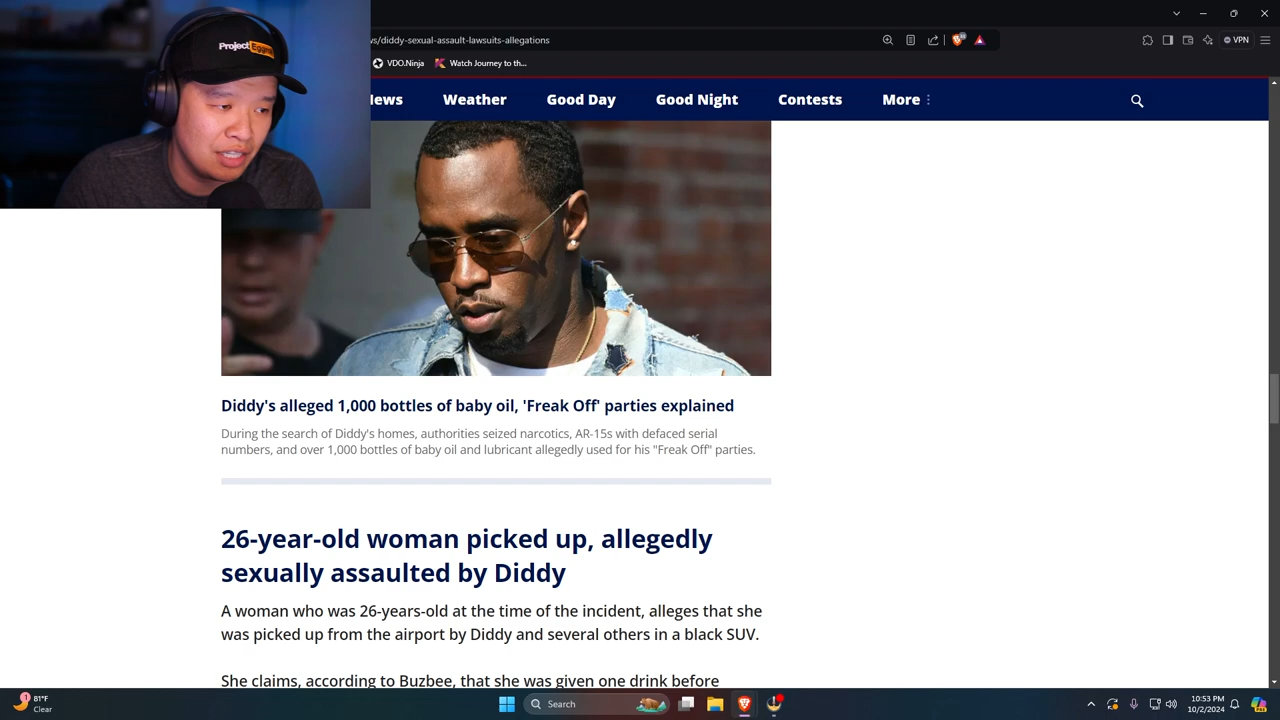 Project Eggma
ws/diddy-sexual-assault-lawsuits-allegations
VPN
VDO.Ninja
Watch Journey to th...
News
Weather
Good Day
Good Night
Contests
More
Diddy's alleged 1,000 bottles of baby oil, 'Freak Off' parties explained
During the search of Diddy's homes, authorities seized narcotics, AR-15s with defaced serial
numbers, and over 1,000 bottles of baby oil and lubricant allegedly used for his "Freak Off" parties.
26-year-old woman picked up, allegedly
sexually assaulted by Diddy
A woman who was 26-years-old at the time of the incident, alleges that she
was picked up from the airport by Diddy and several others in a black SUV.
She claims, according to Buzbee, that she was given one drink before
1
81°F
Clear
Search
10:53 PM
10/2/2024